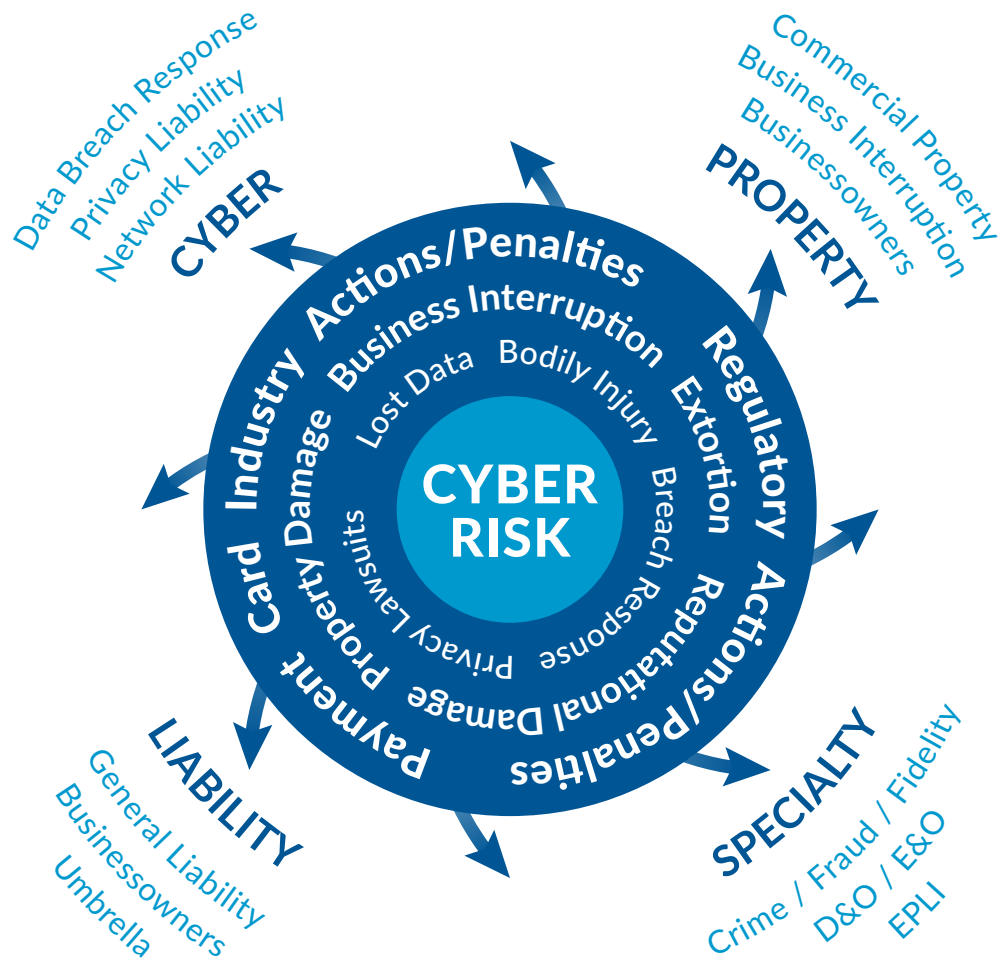 Data Breach Response
Privacy Liability
Network Liability
CYBER
Commercial Property
Business Interruption
Businessowners
PROPERTY
Payment Card Industry Actions/Penalties
Regulatory Actions/Penalties
Property Damage
Business Interruption
Extortion
Reputational Damage
Lost Data
Bodily Injury
Breach Response
Privacy Lawsuits
CYBER
RISK
LIABILITY
General Liability
Businessowners
Umbrella
SPECIALTY
Crime / Fraud / Fidelity
D&O / E&O
EPLI